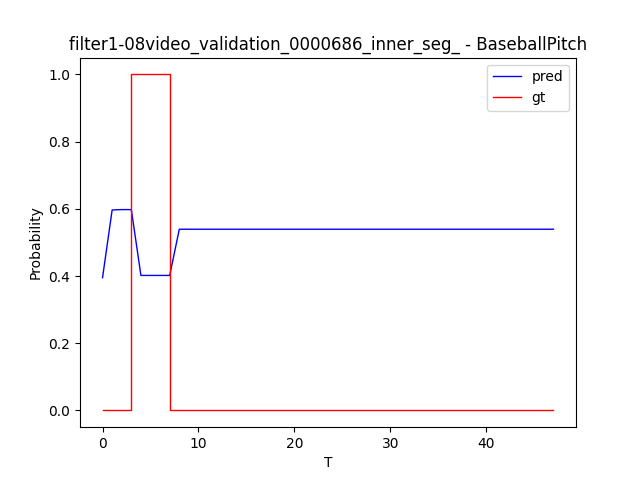 filter1-08video_validation_0000686_inner_seg_ - BaseballPitch
pred
gt
1.0
0.8
0.6
0.4
0.2
0.0
Probability
0
10
20
30
40
T